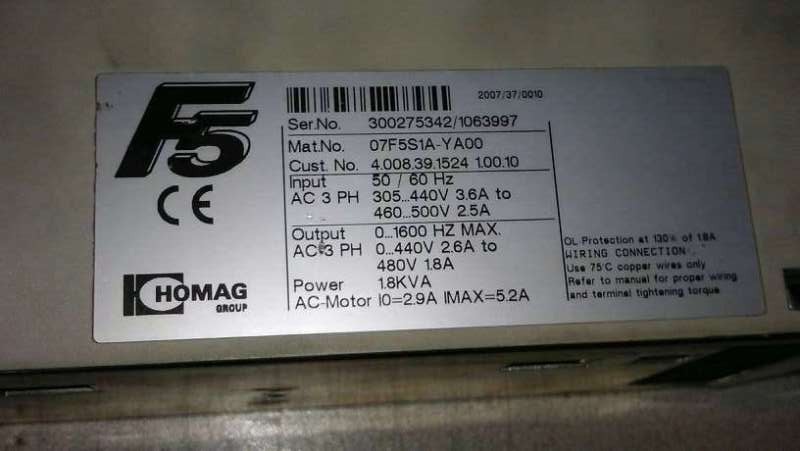 F5
CE
HOMAG
GROUP
2007/37/0010
Ser.No. 300275342/1063997
Mat.No. 07F5S1A-YA00
Cust. No. 4.008.39.1524 1.00.10
Input 50 / 60 Hz
AC 3 PH 305...440V 3.6A to
460...500V 2.5A
Output 0...1600 HZ MAX.
AC 3 PH 0...440V 2.6A to
480V 1.8A
Power 1.8KVA
AC-Motor I0=2.9A IMAX=5.2A
OL-Protection at 130% of 1.8A
WIRING CONNECTION:
Use 75°C copper wires only
Refer to manual for proper wiring
and terminal tightening torque